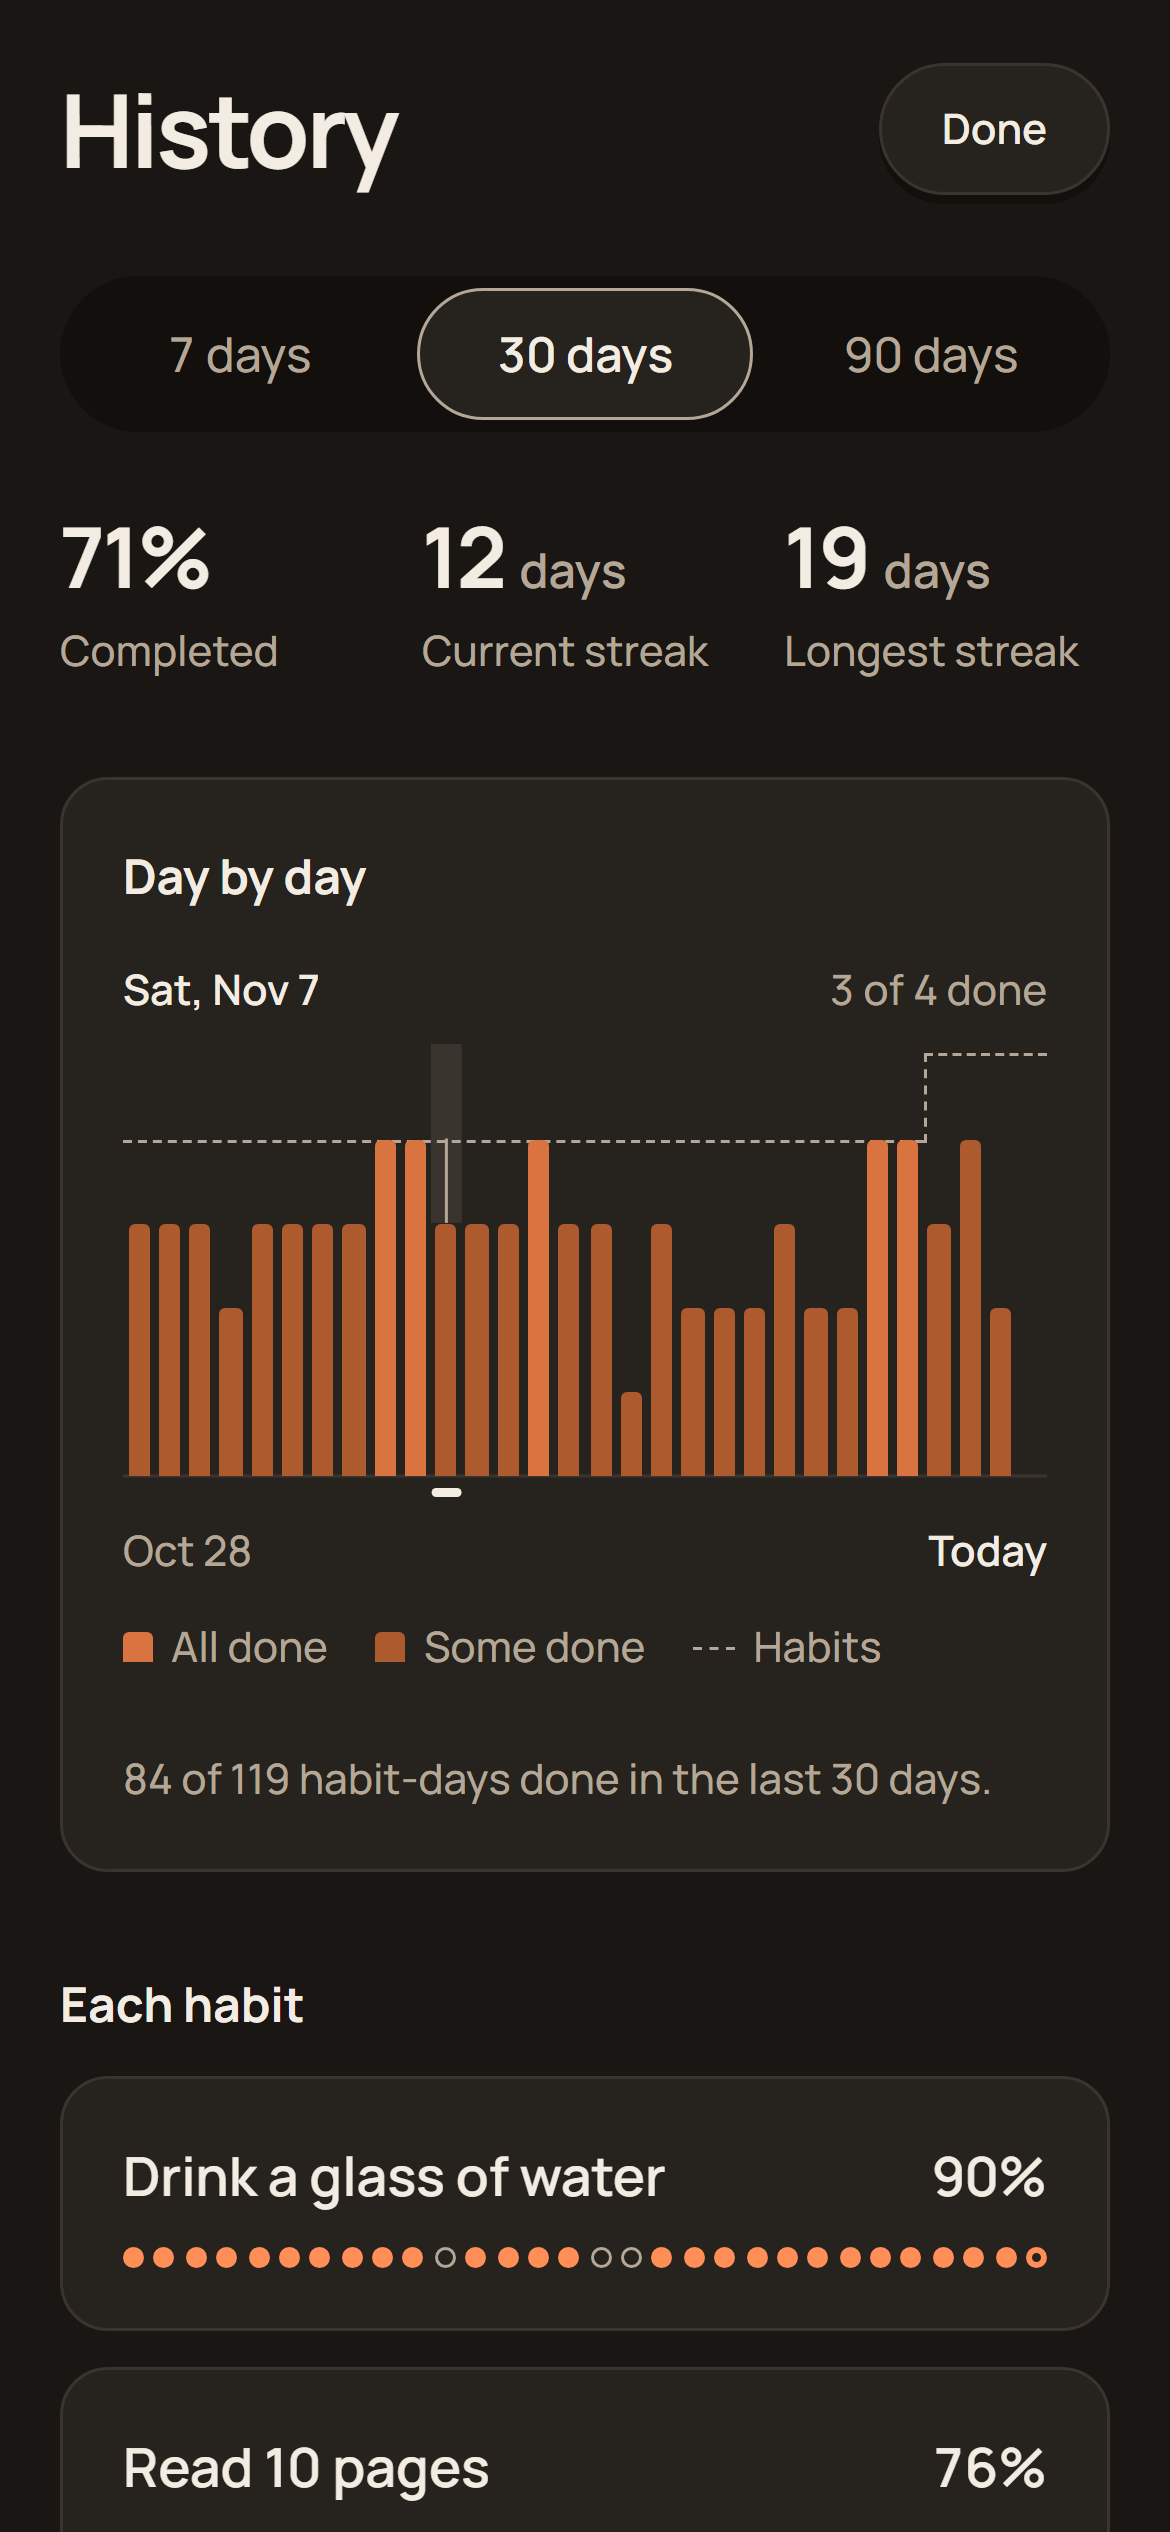 History
Done
7 days
30 days
90 days
71%
12 days
19 days
Completed
Current streak
Longest streak
Day by day
Sat, Nov 7
3 of 4 done
Oct 28
Today
All done
Some done
Habits
84 of 119 habit-days done in the last 30 days.
Each habit
Drink a glass of water
90%
Read 10 pages
76%